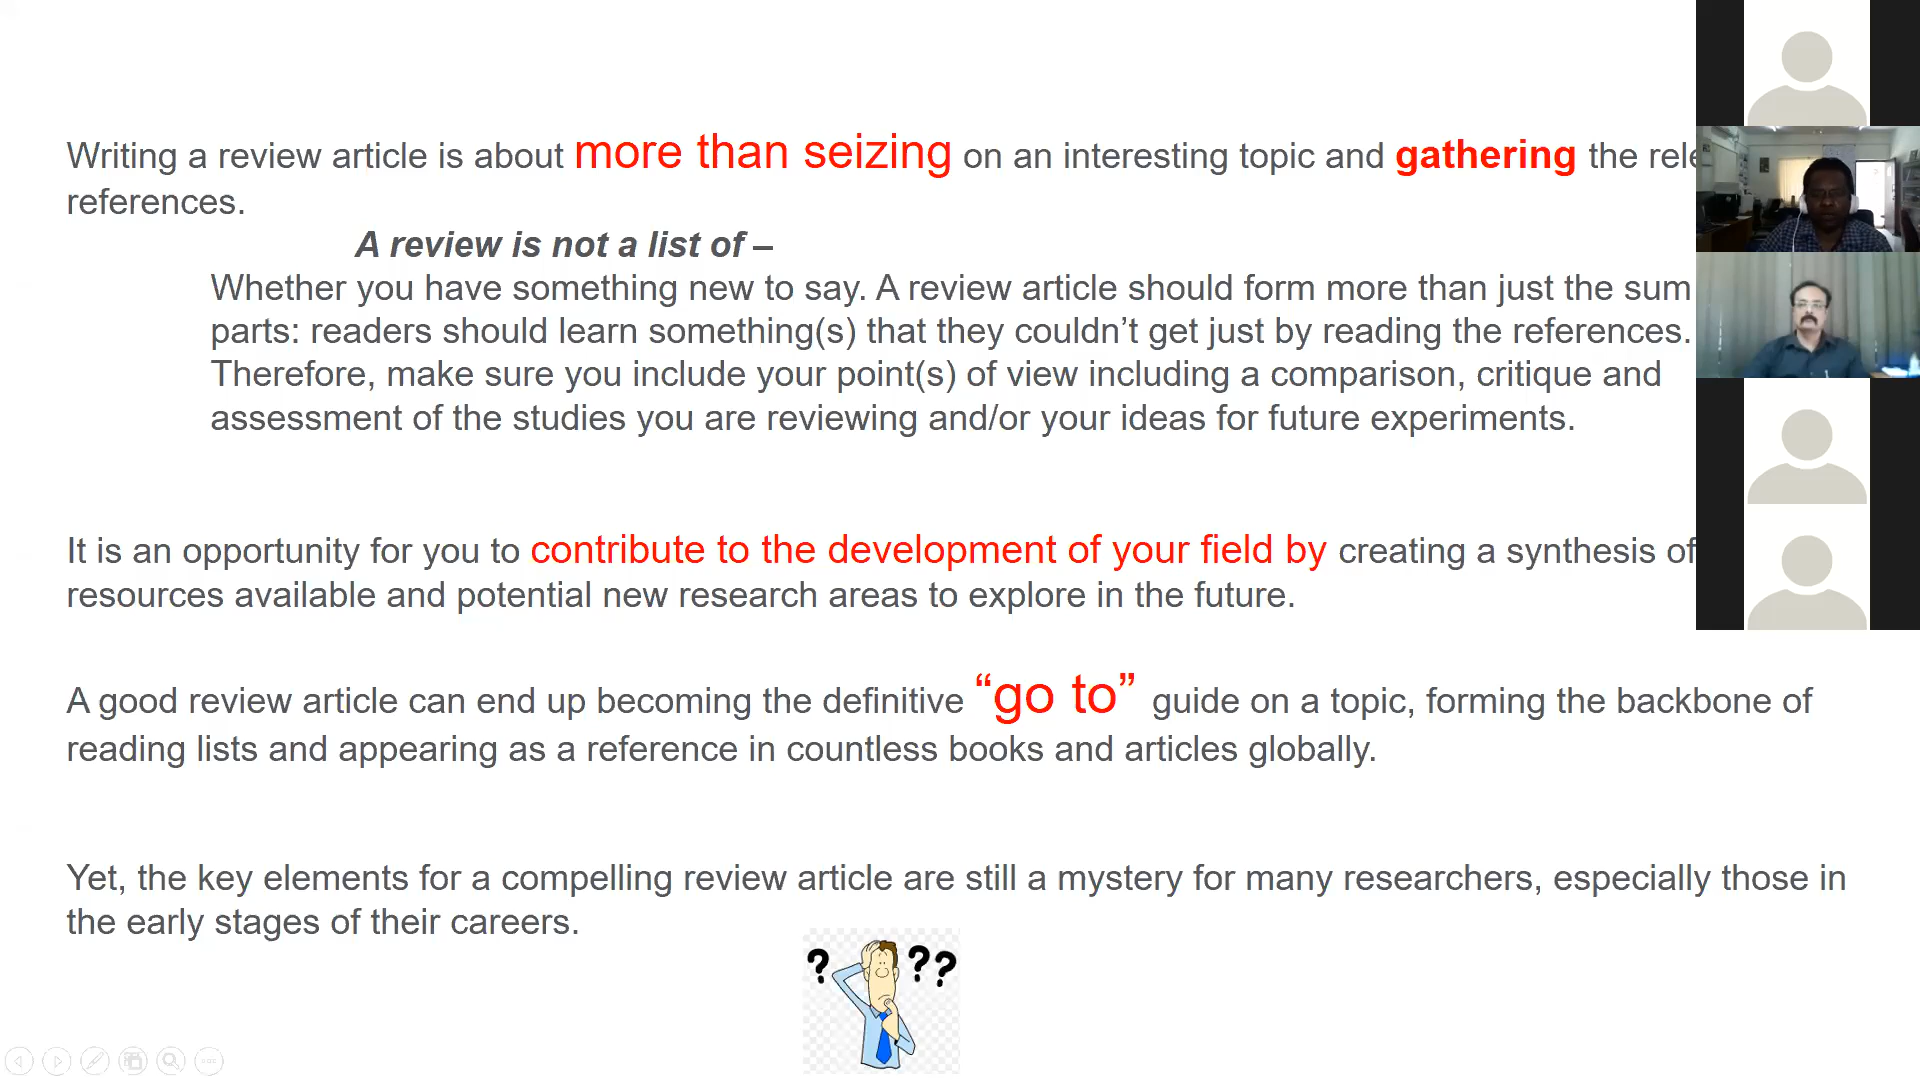 Writing a review article is about more than seizing on an interesting topic and gathering the
references.
A review is not a list of –
Whether you have something new to say. A review article should form more than just the sum
parts: readers should learn something(s) that they couldn’t get just by reading the references.
Therefore, make sure you include your point(s) of view including a comparison, critique and
assessment of the studies you are reviewing and/or your ideas for future experiments.
It is an opportunity for you to contribute to the development of your field by creating a synthesis of
resources available and potential new research areas to explore in the future.
A good review article can end up becoming the definitive “go to” guide on a topic, forming the backbone of
reading lists and appearing as a reference in countless books and articles globally.
Yet, the key elements for a compelling review article are still a mystery for many researchers, especially those in
the early stages of their careers.
? ??